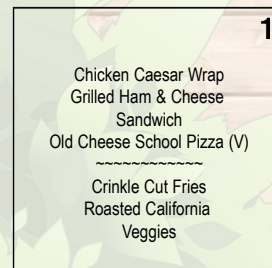 1
Chicken Caesar Wrap
Grilled Ham & Cheese
Sandwich
Old Cheese School Pizza (V)
~~~~~~~~~~~~
Crinkle Cut Fries
Roasted California
Veggies